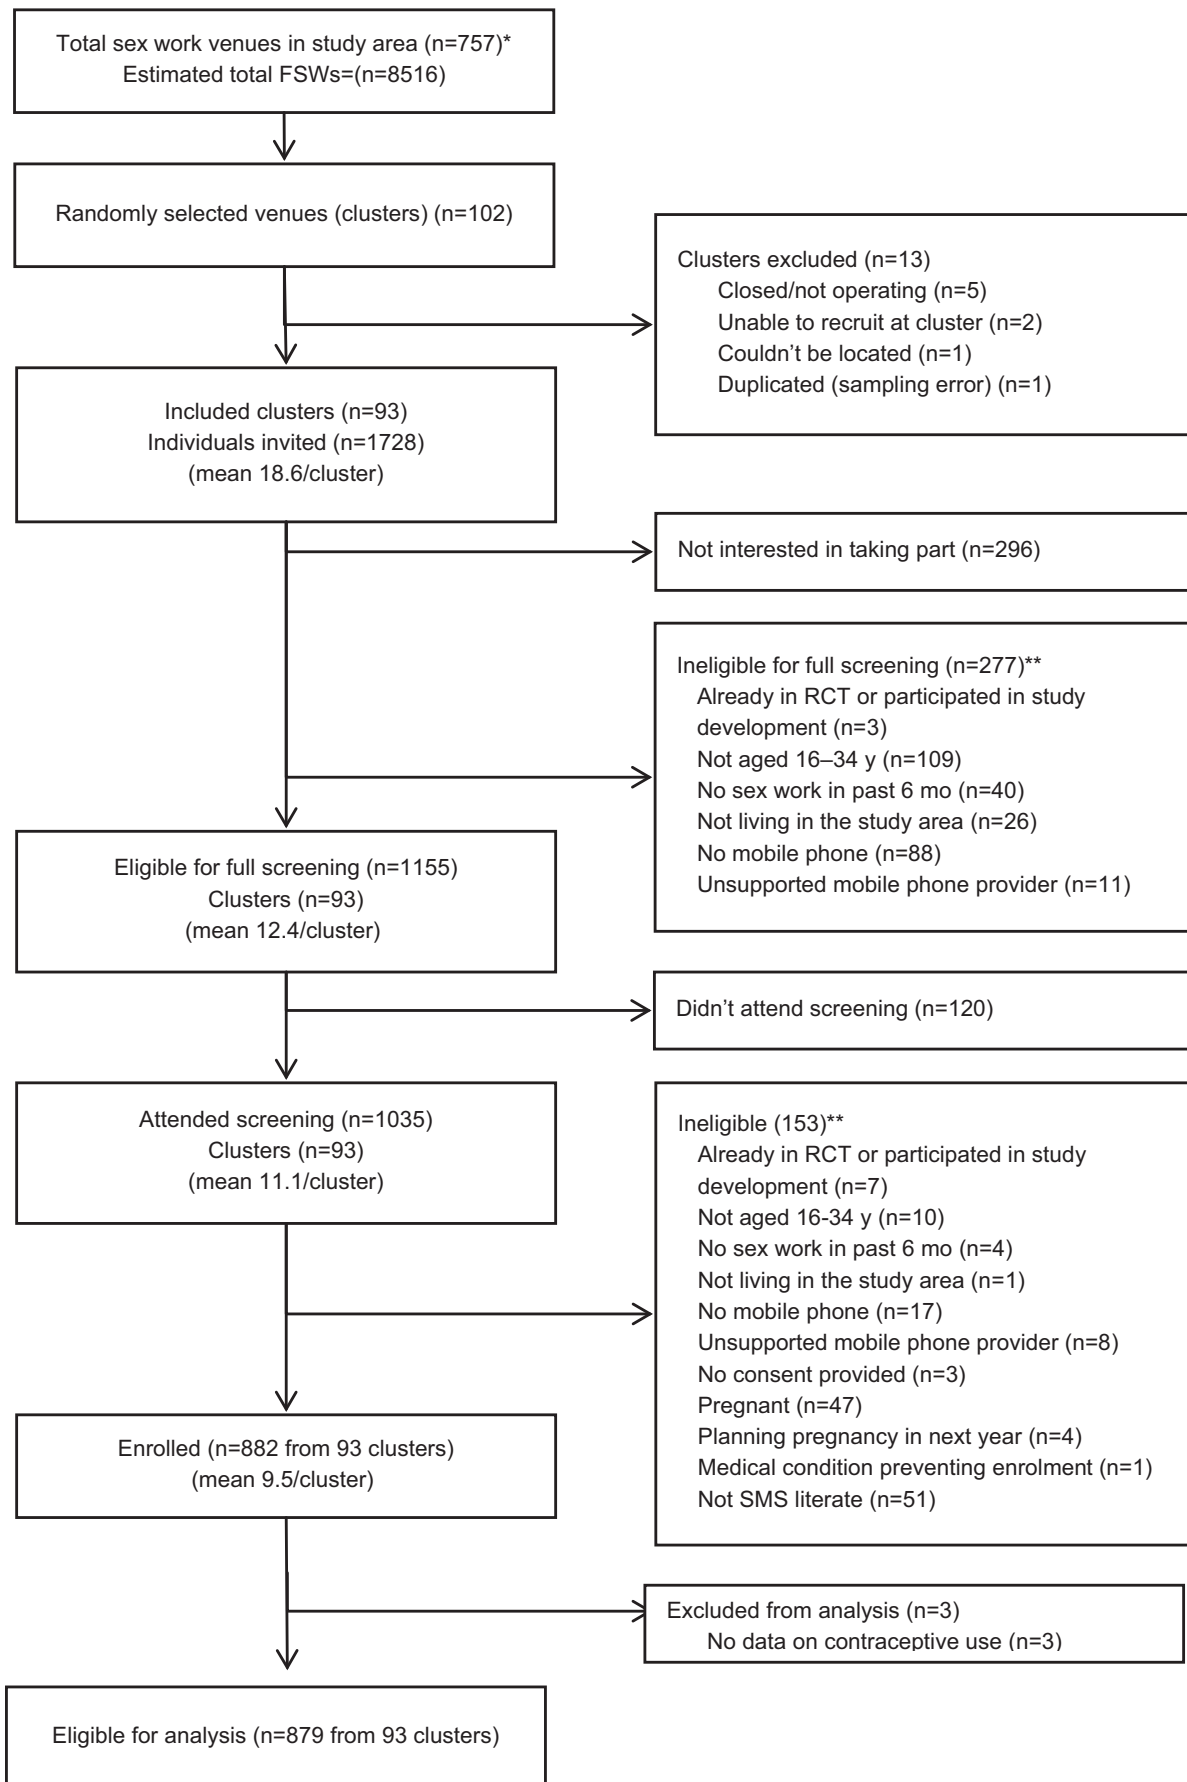 Total sex work venues in study area (n=757)*
Estimated total FSWs=(n=8516)
Randomly selected venues (clusters) (n=102)
Clusters excluded (n=13)
Closed/not operating (n=5)
Unable to recruit at cluster (n=2)
Couldn’t be located (n=1)
Duplicated (sampling error) (n=1)
Included clusters (n=93)
Individuals invited (n=1728)
(mean 18.6/cluster)
Not interested in taking part (n=296)
Ineligible for full screening (n=277)**
Already in RCT or participated in study
development (n=3)
Not aged 16–34 y (n=109)
No sex work in past 6 mo (n=40)
Not living in the study area (n=26)
No mobile phone (n=88)
Unsupported mobile phone provider (n=11)
Eligible for full screening (n=1155)
Clusters (n=93)
(mean 12.4/cluster)
Didn’t attend screening (n=120)
Attended screening (n=1035)
Clusters (n=93)
(mean 11.1/cluster)
Ineligible (153)**
Already in RCT or participated in study
development (n=7)
Not aged 16-34 y (n=10)
No sex work in past 6 mo (n=4)
Not living in the study area (n=1)
No mobile phone (n=17)
Unsupported mobile phone provider (n=8)
No consent provided (n=3)
Pregnant (n=47)
Planning pregnancy in next year (n=4)
Medical condition preventing enrolment (n=1)
Not SMS literate (n=51)
Enrolled (n=882 from 93 clusters)
(mean 9.5/cluster)
Excluded from analysis (n=3)
No data on contraceptive use (n=3)
Eligible for analysis (n=879 from 93 clusters)